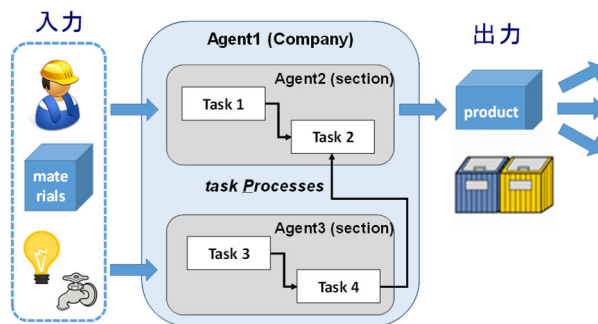 入力
Agent1 (Company)
出力
Agent2 (section)
Task 1
Task 2
product
mate
rials
task Processes
Agent3 (section)
Task 3
Task 4